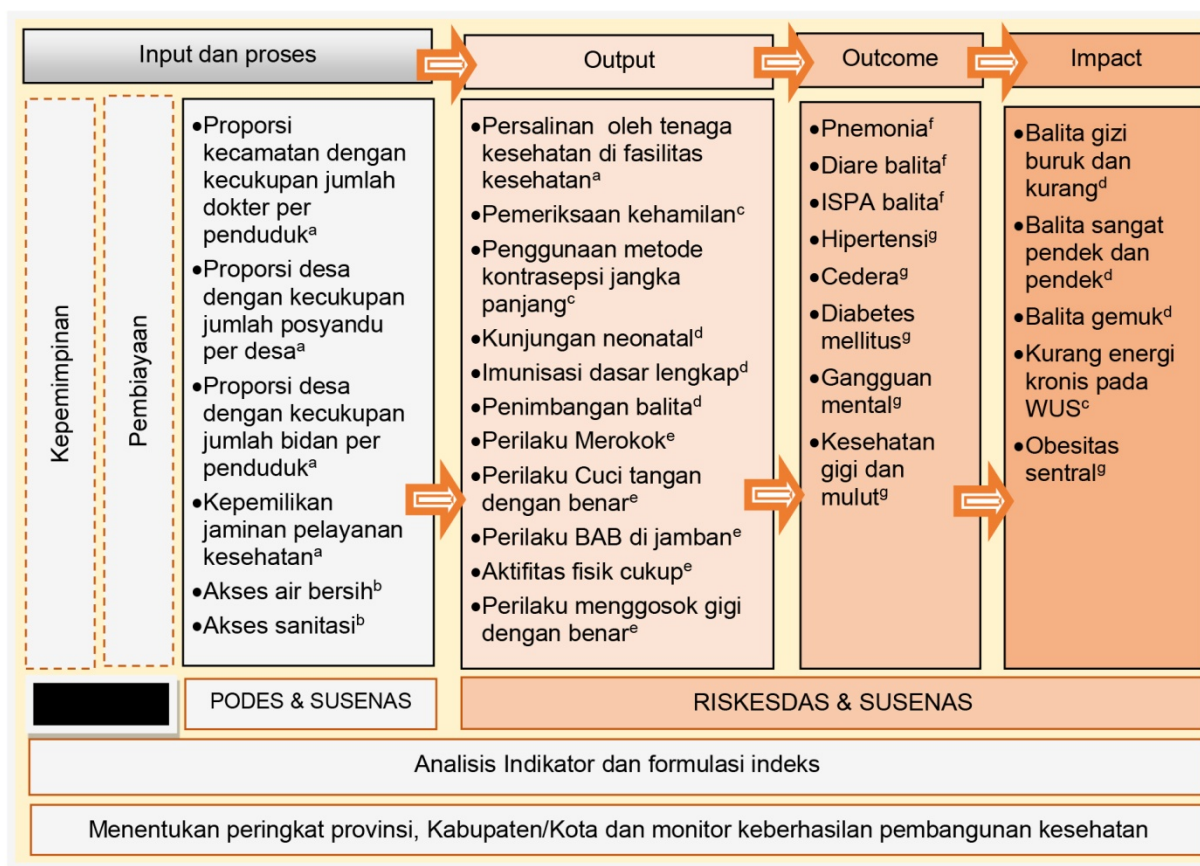 Input dan proses
Output
Outcome
Impact
Kepemimpinan
Pembiayaan
•Proporsi
kecamatan dengan
kecukupan jumlah
dokter per
pendudukᵃ
•Proporsi desa
dengan kecukupan
jumlah posyandu
per desaᵃ
•Proporsi desa
dengan kecukupan
jumlah bidan per
pendudukᵃ
•Kepemilikan
jaminan pelayanan
kesehatanᵃ
•Akses air bersihᵇ
•Akses sanitasiᵇ
•Persalinan oleh tenaga
kesehatan di fasilitas
kesehatanᵃ
•Pemeriksaan kehamilanᶜ
•Penggunaan metode
kontrasepsi jangka
panjangᶜ
•Kunjungan neonatalᵈ
•Imunisasi dasar lengkapᵈ
•Penimbangan balitaᵈ
•Perilaku Merokokᵉ
•Perilaku Cuci tangan
dengan benarᵉ
•Perilaku BAB di jambanᵉ
•Aktifitas fisik cukupᵉ
•Perilaku menggosok gigi
dengan benarᵉ
•Pnemoniaᶠ
•Diare balitaᶠ
•ISPA balitaᶠ
•Hipertensiᵍ
•Cederaᵍ
•Diabetes
mellitusᵍ
•Gangguan
mentalᵍ
•Kesehatan
gigi dan
mulutᵍ
•Balita gizi
buruk dan
kurangᵈ
•Balita sangat
pendek dan
pendekᵈ
•Balita gemukᵈ
•Kurang energi
kronis pada
WUSᶜ
•Obesitas
sentralᵍ
PODES & SUSENAS
RISKESDAS & SUSENAS
Analisis Indikator dan formulasi indeks
Menentukan peringkat provinsi, Kabupaten/Kota dan monitor keberhasilan pembangunan kesehatan